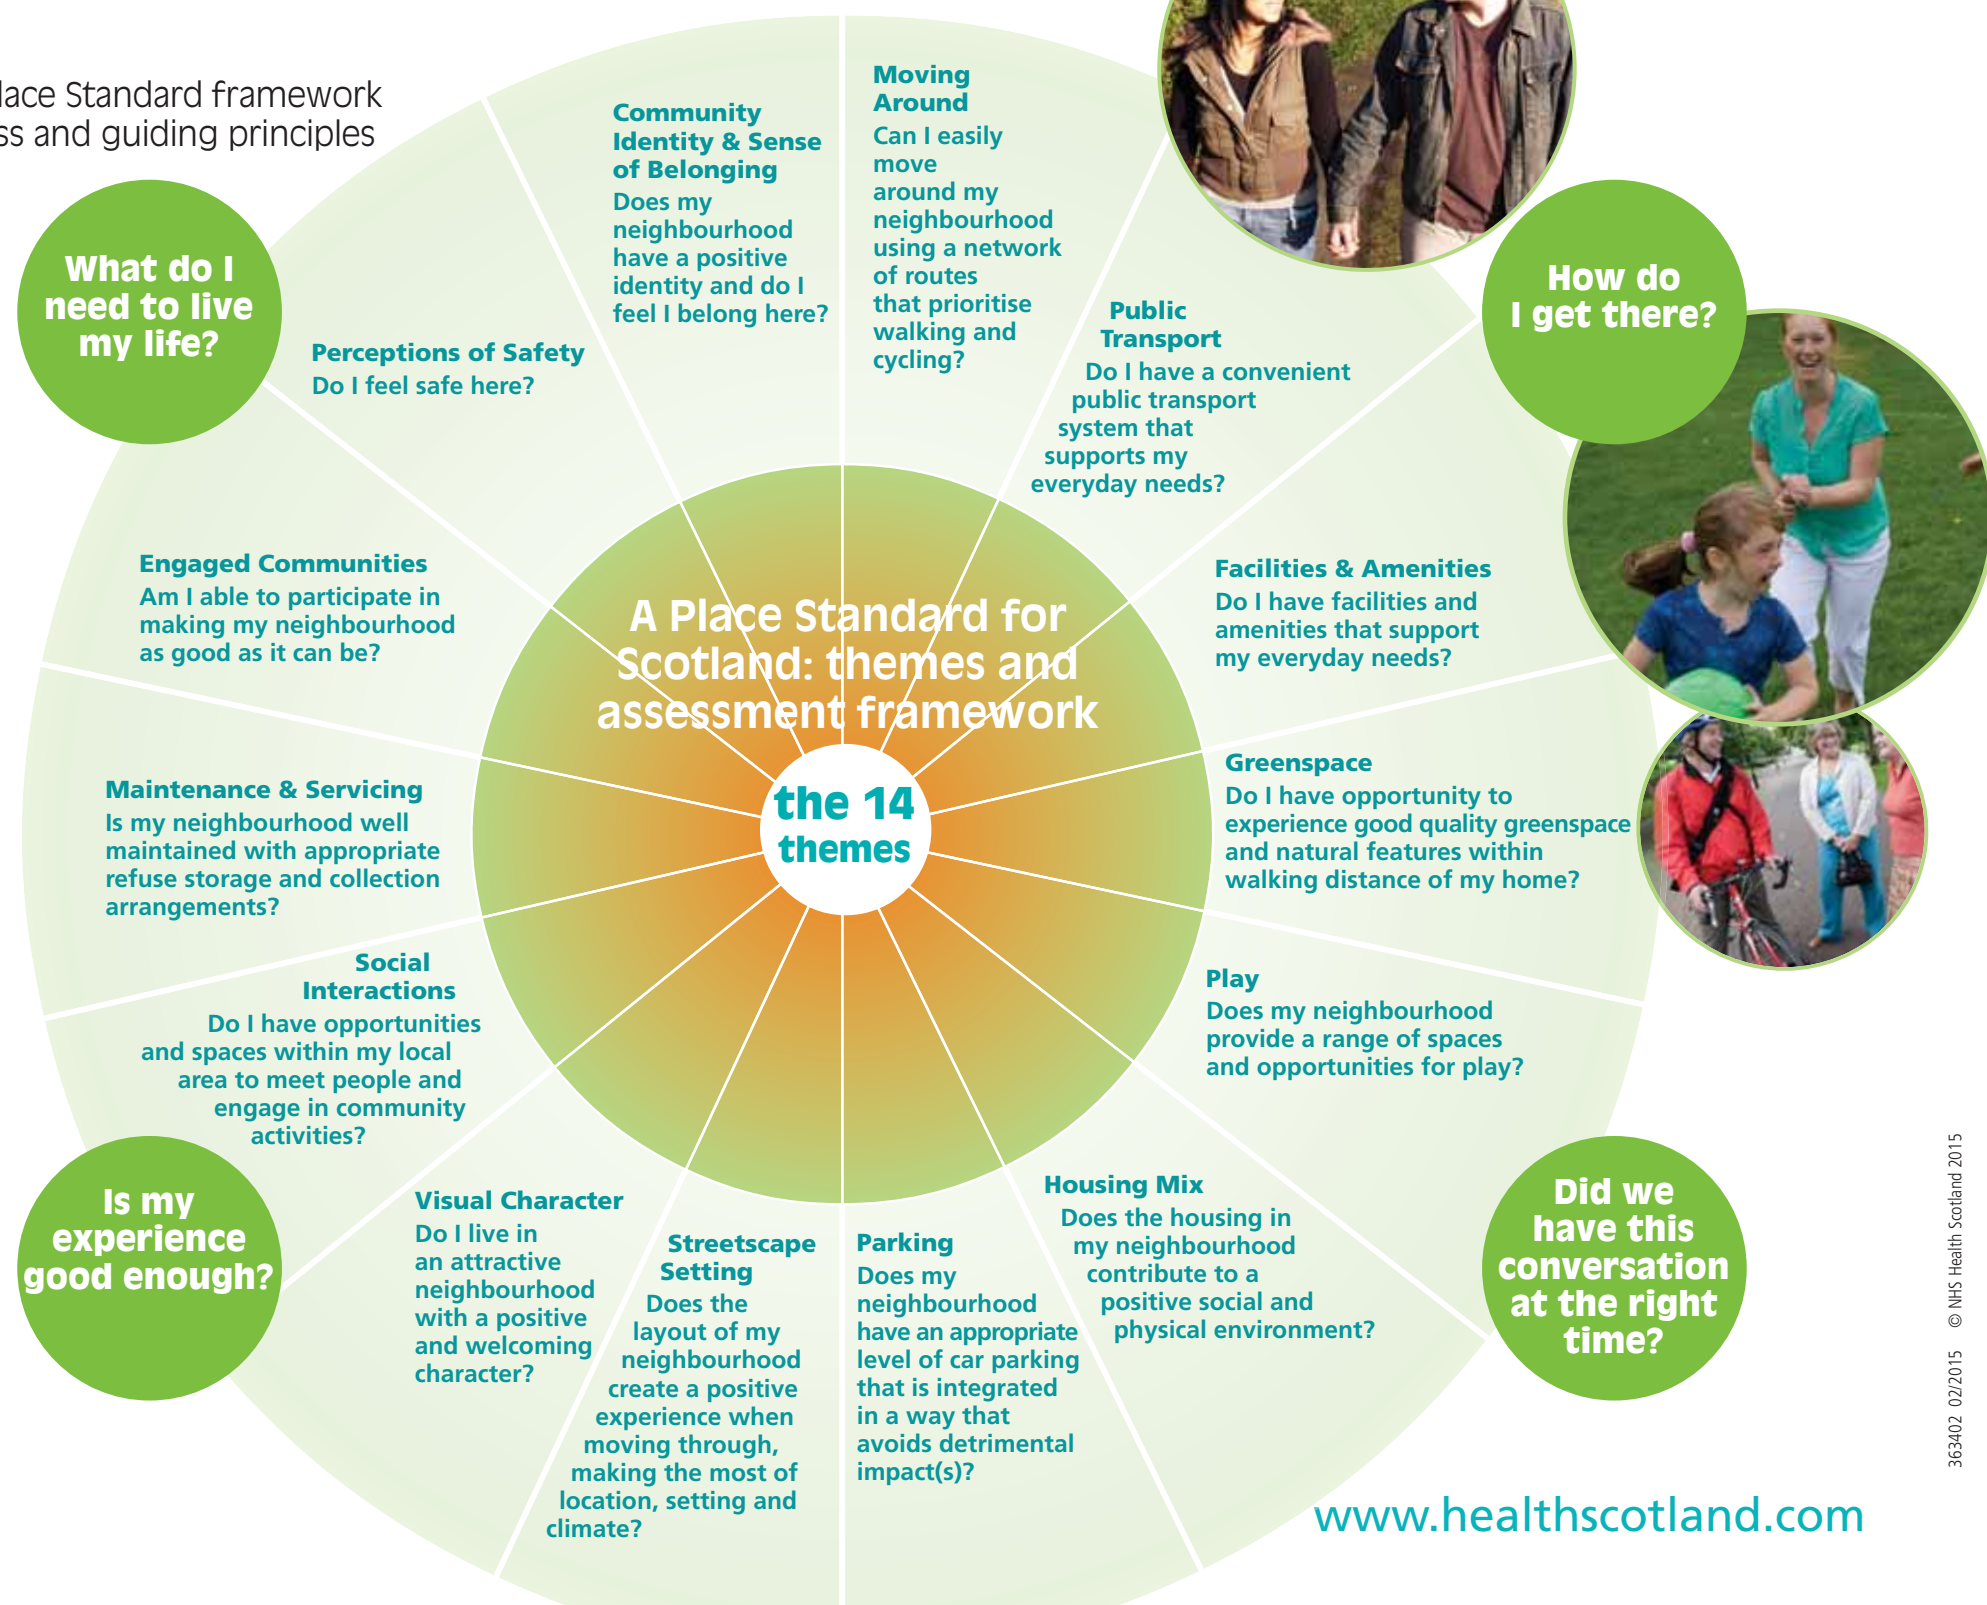 lace Standard framework
ss and guiding principles
What do I
need to live
my life?
Perceptions of Safety
Do I feel safe here?
Community
Identity & Sense
of Belonging
Does my
neighbourhood
have a positive
identity and do I
feel I belong here?
Moving
Around
Can I easily
move
around my
neighbourhood
using a network
of routes
that prioritise
walking and
cycling?
Public
Transport
Do I have a convenient
public transport
system that
supports my
everyday needs?
How do
I get there?
Facilities & Amenities
Do I have facilities and
amenities that support
my everyday needs?
Greenspace
Do I have opportunity to
experience good quality greenspace
and natural features within
walking distance of my home?
Play
Does my neighbourhood
provide a range of spaces
and opportunities for play?
Did we
have this
conversation
at the right
time?
Housing Mix
Does the housing in
my neighbourhood
contribute to a
positive social and
physical environment?
Parking
Does my
neighbourhood
have an appropriate
level of car parking
that is integrated
in a way that
avoids detrimental
impact(s)?
Streetscape
Setting
Does the
layout of my
neighbourhood
create a positive
experience when
moving through,
making the most of
location, setting and
climate?
Visual Character
Do I live in
an attractive
neighbourhood
with a positive
and welcoming
character?
Is my
experience
good enough?
Social
Interactions
Do I have opportunities
and spaces within my local
area to meet people and
engage in community
activities?
Maintenance & Servicing
Is my neighbourhood well
maintained with appropriate
refuse storage and collection
arrangements?
Engaged Communities
Am I able to participate in
making my neighbourhood
as good as it can be?
A Place Standard for
Scotland: themes and
assessment framework
the 14
themes
www.healthscotland.com
363402 02/2015 © NHS Health Scotland 2015